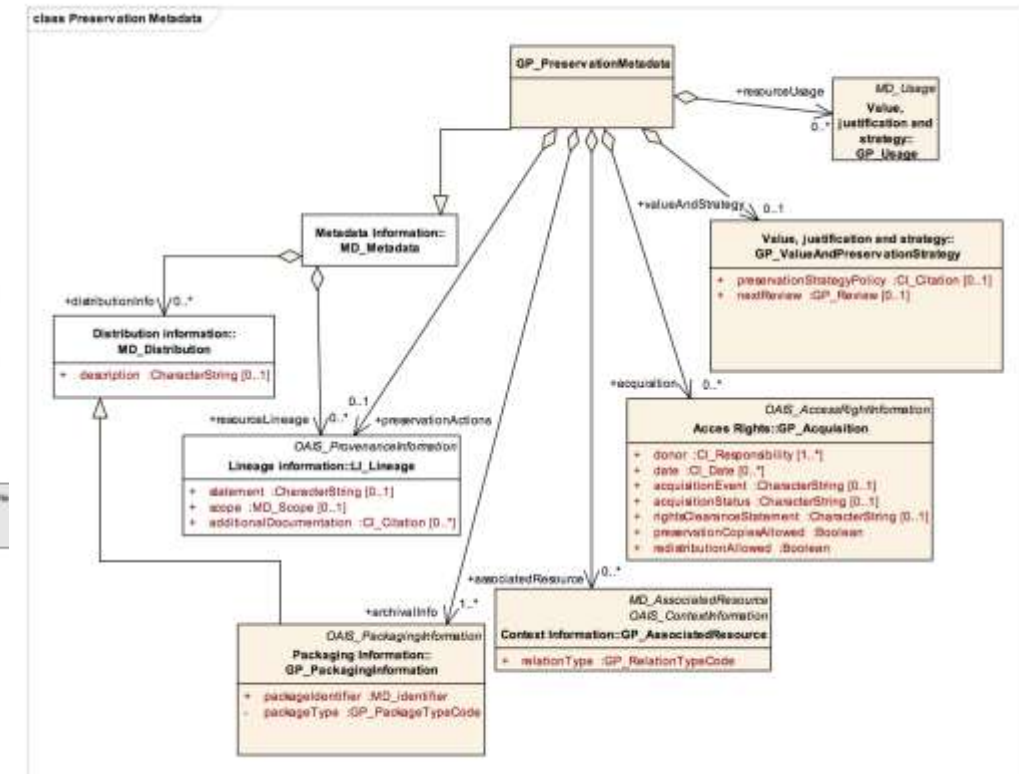 class Preservation Metadata
GP_PreservationMetadata
+resourceUsage
0..*
MD_Usage
Value,
justification and
strategy::
GP_Usage
+valueAndStrategy
0..1
Metadata Information::
MD_Metadata
Value, justification and strategy::
GP_ValueAndPreservationStrategy
+ preservationStrategyPolicy :CI_Citation [0..1]
+ nextReview :GP_Review [0..1]
+distributionInfo
0..*
Distribution information::
MD_Distribution
+ description :CharacterString [0..1]
+acquisition
0..*
0..1
+resourceLineage
0..*
+preservationActions
OAIS_AccessRightInformation
Acces Rights::GP_Acquisition
+ donor :CI_Responsibility [1..*]
+ date :CI_Date [0..*]
+ acquisitionEvent :CharacterString [0..1]
+ acquisitionStatus :CharacterString [0..1]
+ rightsClearanceStatement :CharacterString [0..1]
+ preservationCopiesAllowed :Boolean
+ redistributionAllowed :Boolean
OAIS_ProvenanceInformation
Lineage information::LI_Lineage
+ statement :CharacterString [0..1]
+ scope :MD_Scope [0..1]
+ additionalDocumentation :CI_Citation [0..*]
+associatedResource
0..*
+archivalInfo
1..*
MD_AssociatedResource
OAIS_ContextInformation
Context Information::GP_AssociatedResource
+ relationType :GP_RelationTypeCode
OAIS_PackagingInformation
Packaging Information::
GP_PackagingInformation
+ packageIdentifier :MD_identifier
- packageType :GP_PackageTypeCode